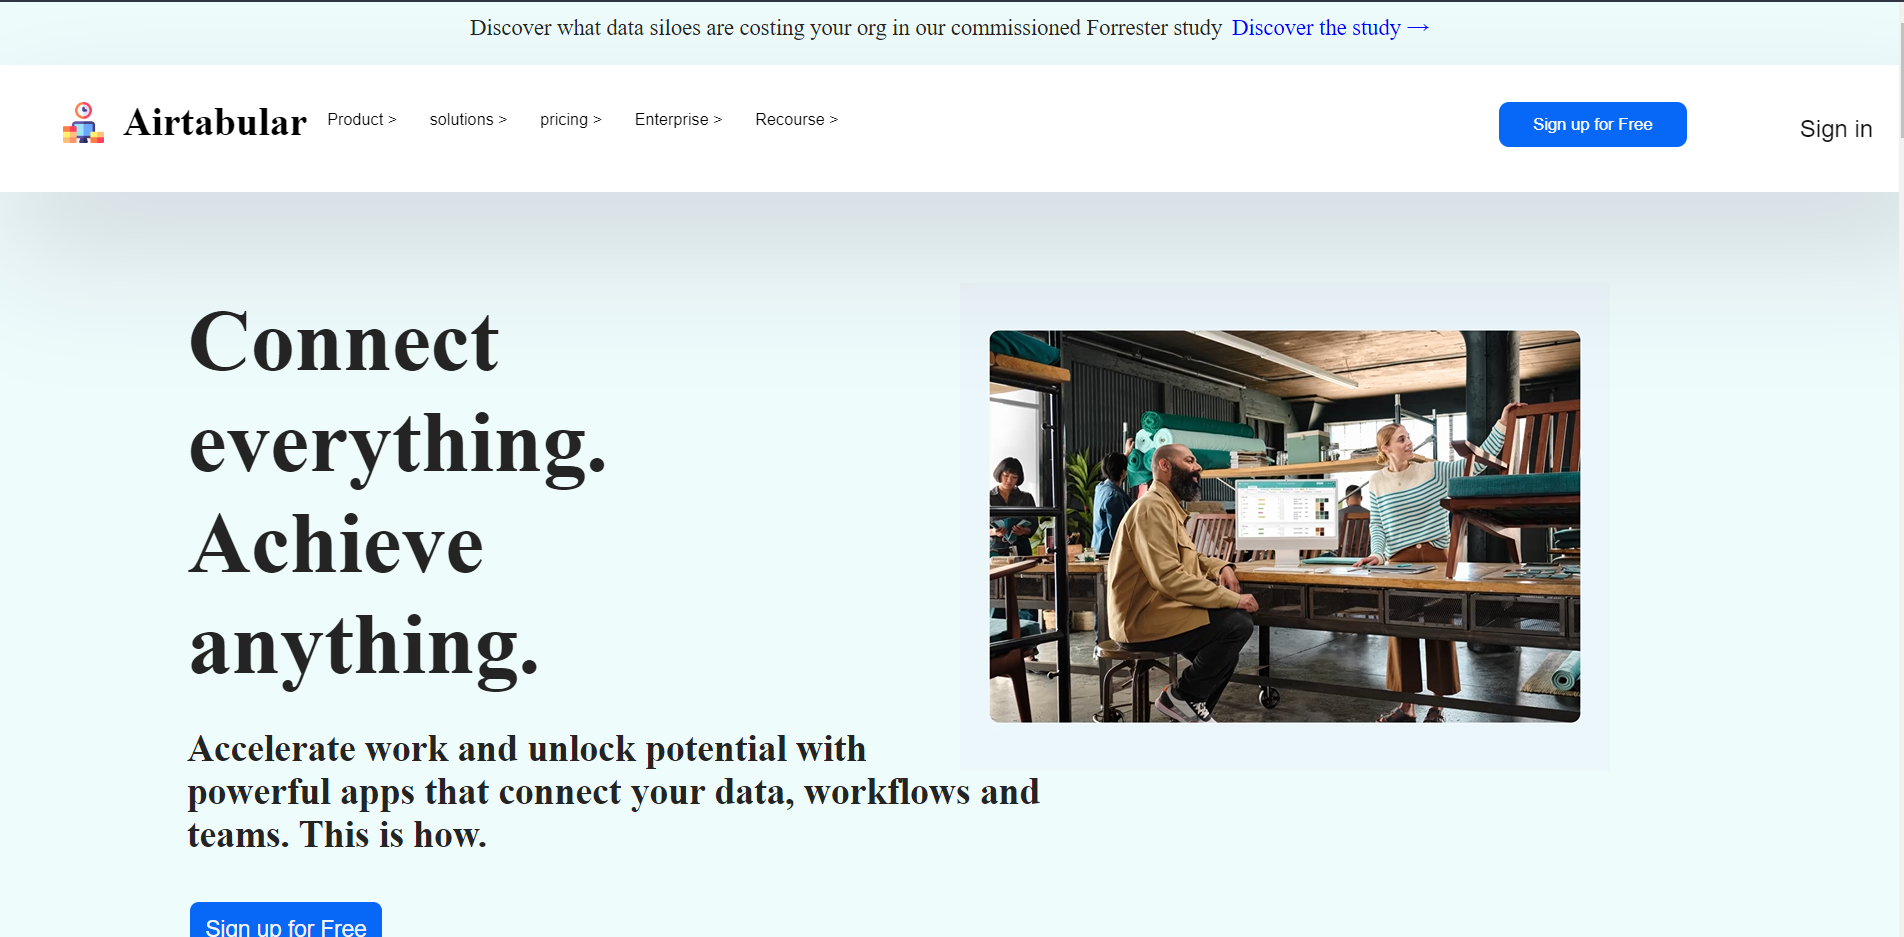 Discover what data siloes are costing your org in our commissioned Forrester study Discover the study →
Airtabular Product > solutions > pricing > Enterprise > Recourse > Sign up for Free Sign in
Connect
everything.
Achieve
anything.
Accelerate work and unlock potential with
powerful apps that connect your data, workflows and
teams. This is how.
Sign up for Free